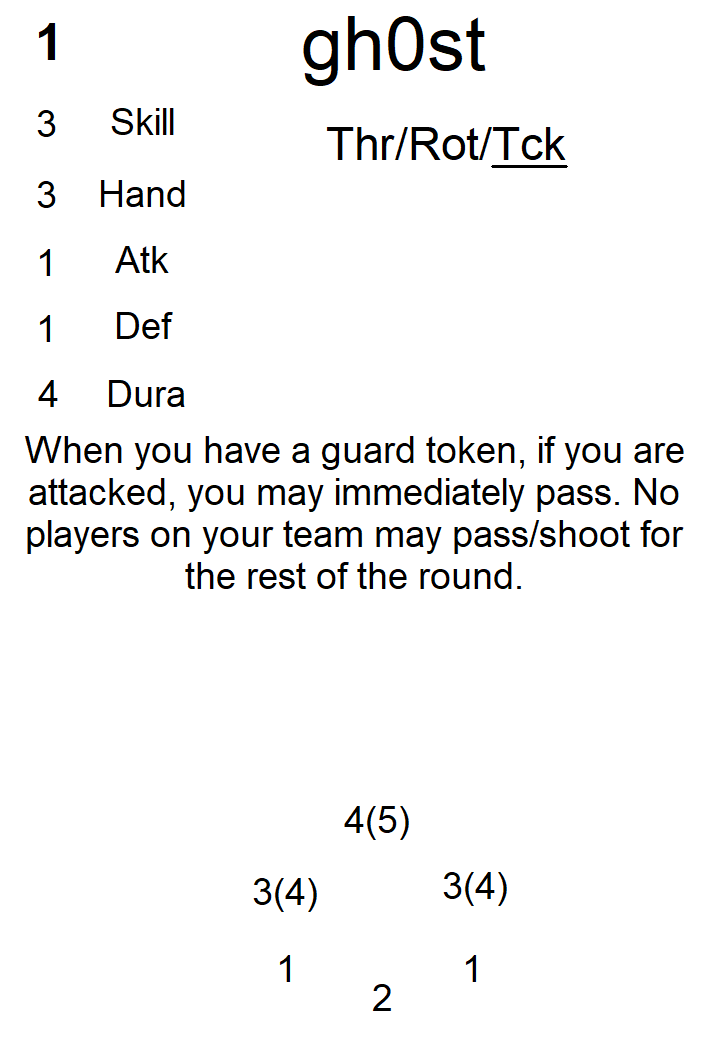 1
gh0st
3 Skill
Thr/Rot/Tck
3 Hand
1 Atk
1 Def
4 Dura
When you have a guard token, if you are
attacked, you may immediately pass. No
players on your team may pass/shoot for
the rest of the round.
4(5)
3(4) 3(4)
1 1
2